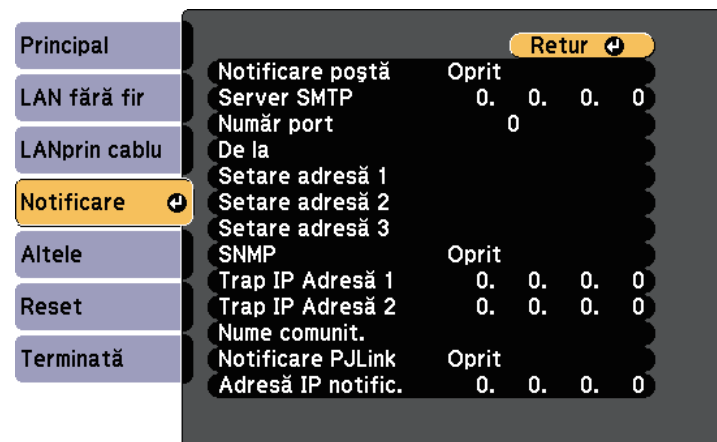 Principal
LAN fără fir
LANprin cablu
Notificare
Altele
Reset
Terminată
Retur
Notificare poştă Oprit
Server SMTP 0. 0. 0. 0
Număr port 0
De la
Setare adresă 1
Setare adresă 2
Setare adresă 3
SNMP Oprit
Trap IP Adresă 1 0. 0. 0. 0
Trap IP Adresă 2 0. 0. 0. 0
Nume comunit.
Notificare PJLink Oprit
Adresă IP notific. 0. 0. 0. 0